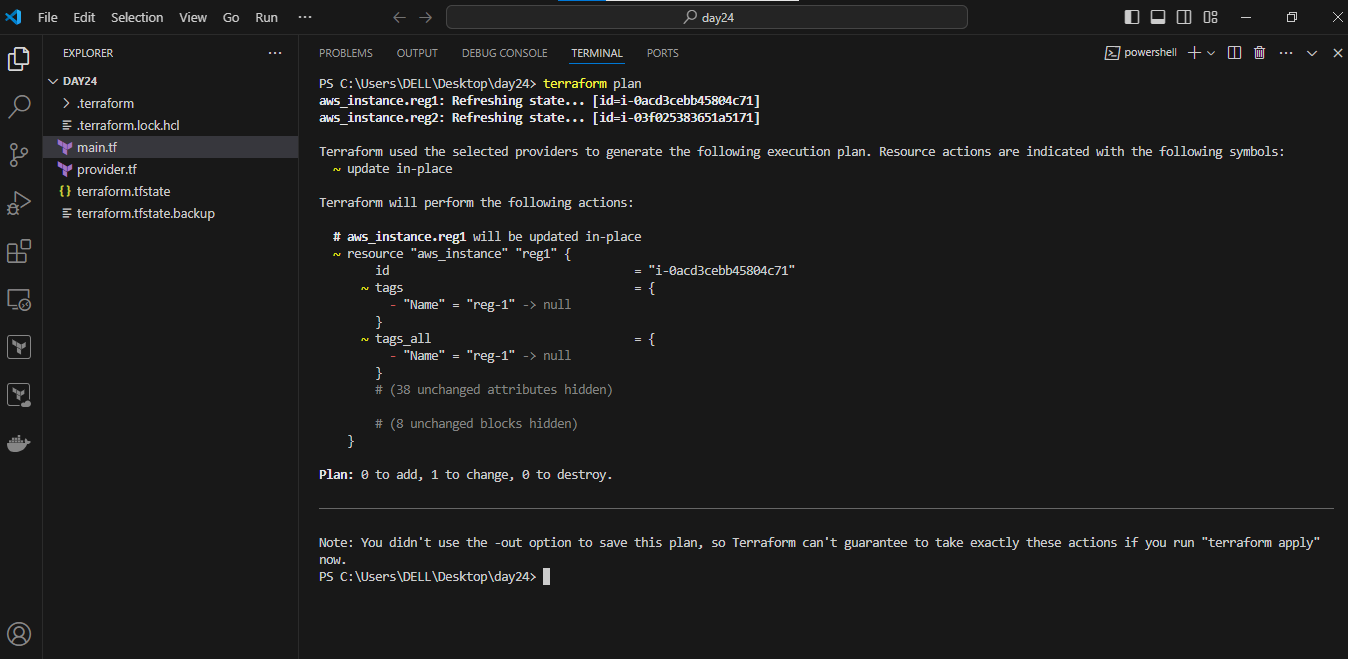 File Edit Selection View Go Run ···
day24
EXPLORER ···
DAY24
.terraform
.terraform.lock.hcl
main.tf
provider.tf
{} terraform.tfstate
terraform.tfstate.backup
PROBLEMS OUTPUT DEBUG CONSOLE TERMINAL PORTS
powershell
PS C:\Users\DELL\Desktop\day24> terraform plan
aws_instance.reg1: Refreshing state... [id=i-0acd3cebb45804c71]
aws_instance.reg2: Refreshing state... [id=i-03f025383651a5171]
Terraform used the selected providers to generate the following execution plan. Resource actions are indicated with the following symbols:
~ update in-place
Terraform will perform the following actions:
# aws_instance.reg1 will be updated in-place
~ resource "aws_instance" "reg1" {
id = "i-0acd3cebb45804c71"
~ tags = {
- "Name" = "reg-1" -> null
}
~ tags_all = {
- "Name" = "reg-1" -> null
}
# (38 unchanged attributes hidden)
# (8 unchanged blocks hidden)
}
Plan: 0 to add, 1 to change, 0 to destroy.
Note: You didn't use the -out option to save this plan, so Terraform can't guarantee to take exactly these actions if you run "terraform apply"
now.
PS C:\Users\DELL\Desktop\day24>